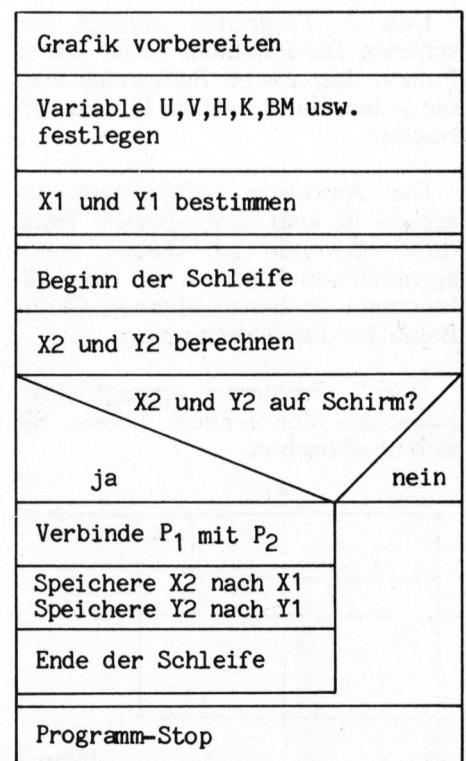 Grafik vorbereiten
Variable U,V,H,K,BM usw.
festlegen
X1 und Y1 bestimmen
Beginn der Schleife
X2 und Y2 berechnen
X2 und Y2 auf Schirm?
ja nein
Verbinde P₁ mit P₂
Speichere X2 nach X1
Speichere Y2 nach Y1
Ende der Schleife
Programm-Stop